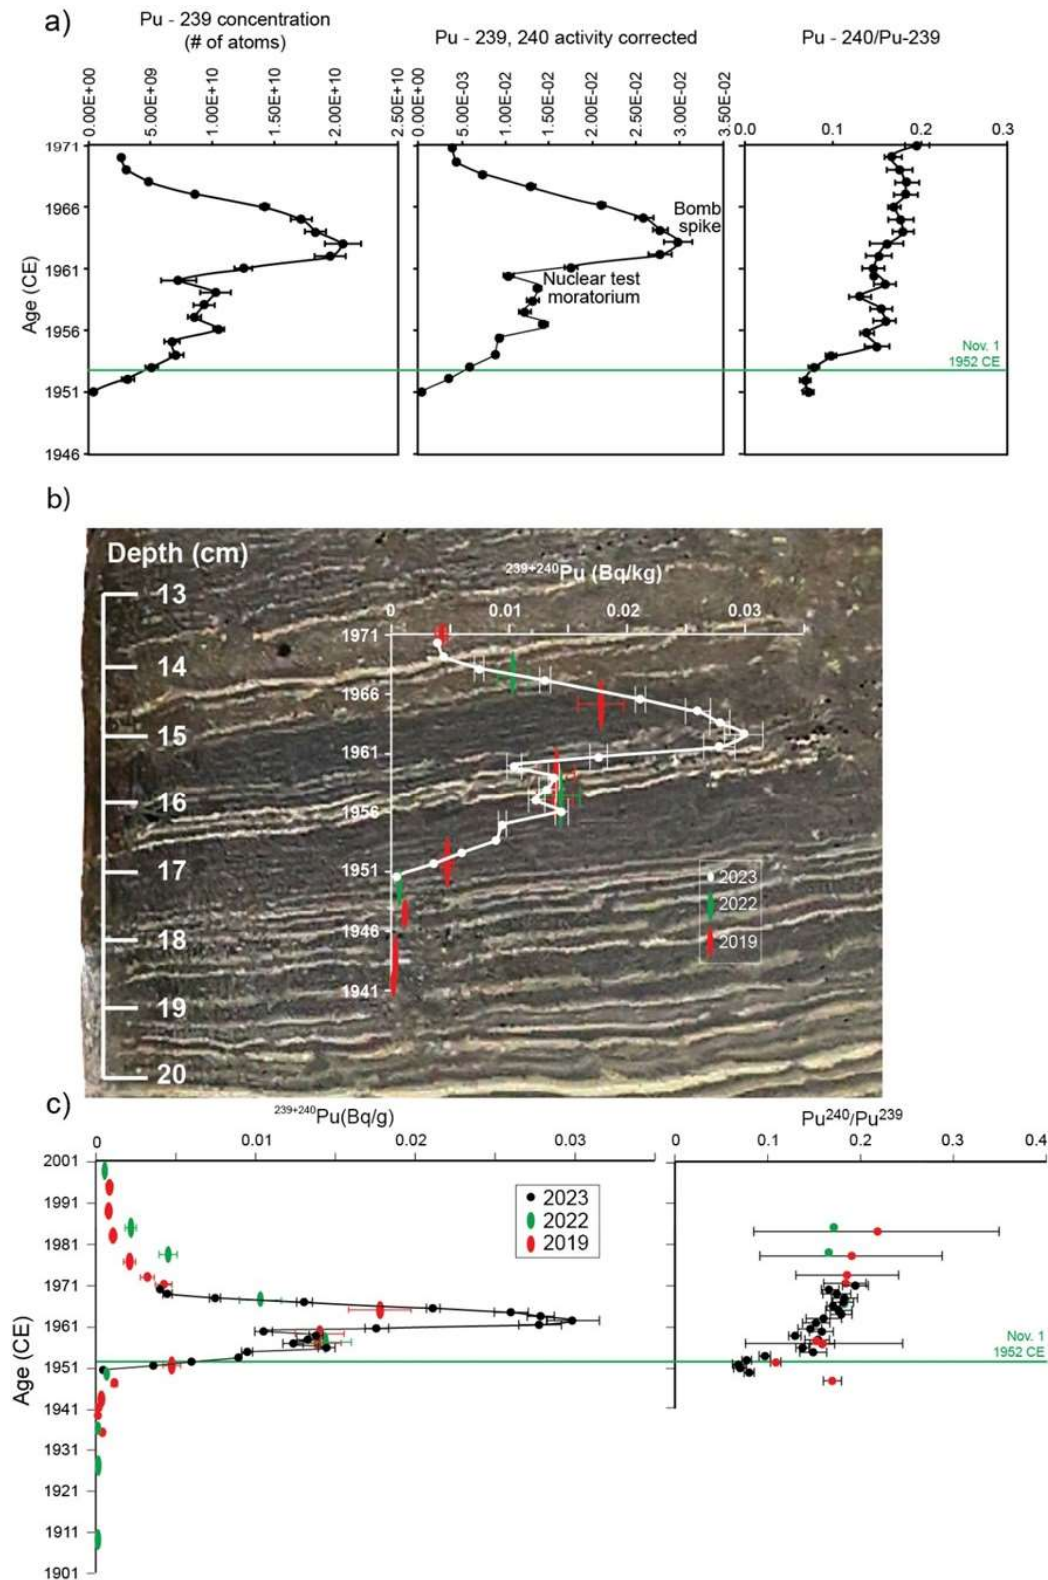 a)
Pu - 239 concentration
(# of atoms)
Pu - 239, 240 activity corrected
Pu - 240/Pu-239
0.00E+00
5.00E+09
1.00E+10
1.50E+10
2.00E+10
2.50E+10
0.00E+00
5.00E-03
1.00E-02
1.50E-02
2.00E-02
2.50E-02
3.00E-02
3.50E-02
0.0
0.1
0.2
0.3
1971
1966
1961
1956
1951
1946
Age (CE)
Bomb
spike
Nuclear test
moratorium
Nov. 1
1952 CE
b)
Depth (cm)
13
14
15
16
17
18
19
20
²³⁹⁺²⁴⁰Pu (Bq/kg)
0
0.01
0.02
0.03
1971
1966
1961
1956
1951
1946
1941
2023
2022
2019
c)
²³⁹⁺²⁴⁰Pu(Bq/g)
0
0.01
0.02
0.03
Pu²⁴⁰/Pu²³⁹
0
0.1
0.2
0.3
0.4
2001
1991
1981
1971
1961
1951
1941
1931
1921
1911
1901
Age (CE)
2023
2022
2019
Nov. 1
1952 CE